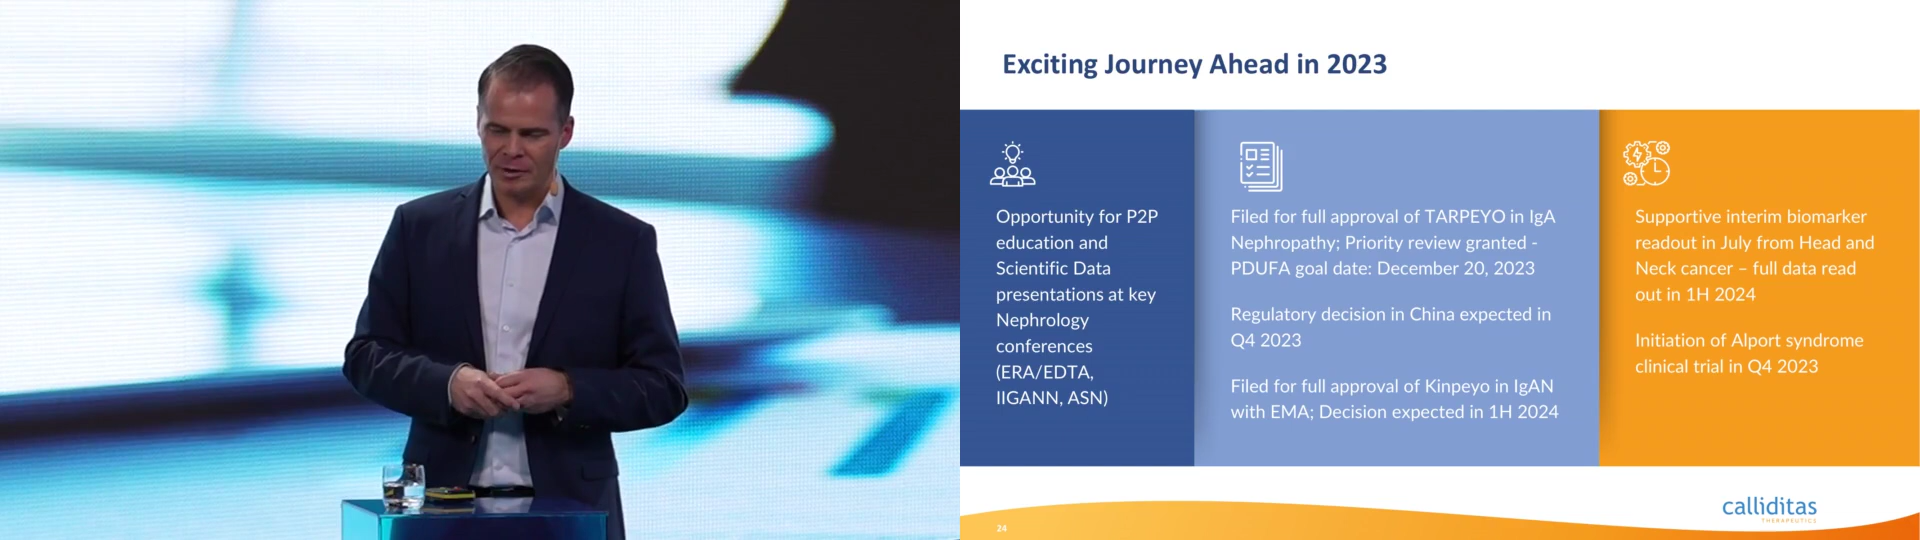 Exciting Journey Ahead in 2023
Opportunity for P2P
education and
Scientific Data
presentations at key
Nephrology
conferences
(ERA/EDTA,
IIGANN, ASN)
Filed for full approval of TARPEYO in IgA
Nephropathy; Priority review granted -
PDUFA goal date: December 20, 2023
Regulatory decision in China expected in
Q4 2023
Filed for full approval of Kinpeyo in IgAN
with EMA; Decision expected in 1H 2024
Supportive interim biomarker
readout in July from Head and
Neck cancer – full data read
out in 1H 2024
Initiation of Alport syndrome
clinical trial in Q4 2023
24
calliditas
THERAPEUTICS